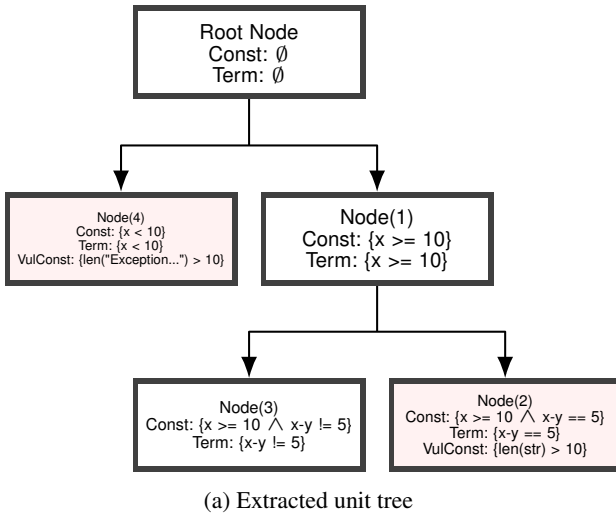 Root Node
Const: ∅
Term: ∅
Node(4)
Const: {x < 10}
Term: {x < 10}
VulConst: {len("Exception...") > 10}
Node(1)
Const: {x >= 10}
Term: {x >= 10}
Node(3)
Const: {x >= 10 ∧ x-y != 5}
Term: {x-y != 5}
Node(2)
Const: {x >= 10 ∧ x-y == 5}
Term: {x-y == 5}
VulConst: {len(str) > 10}
(a) Extracted unit tree